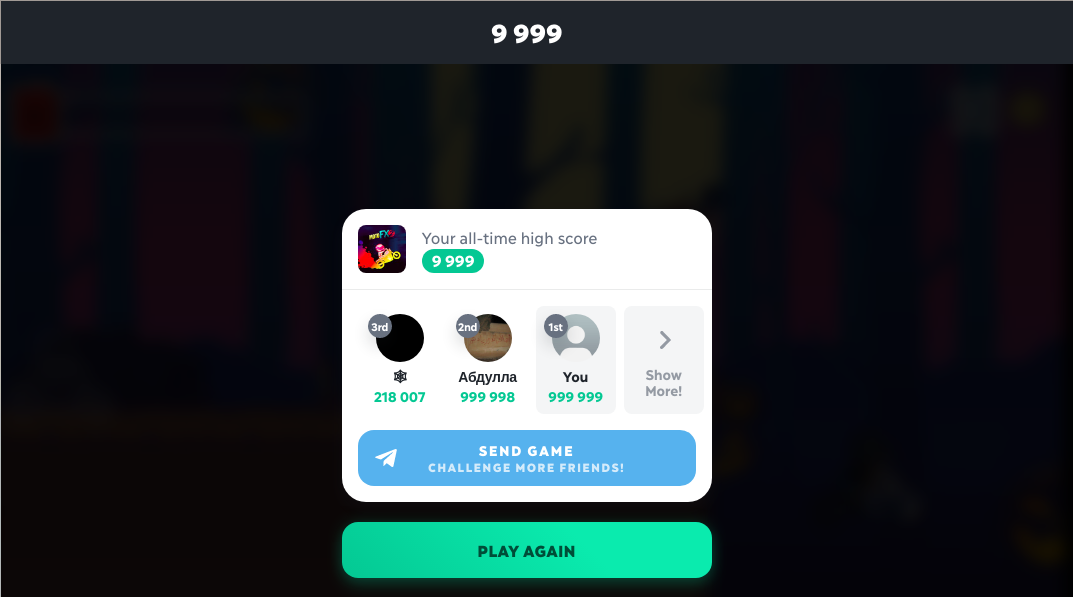 9 999
Your all-time high score
9 999
3rd
2nd
1st
Абдулла
You
Show
More!
218 007
999 998
999 999
SEND GAME
CHALLENGE MORE FRIENDS!
PLAY AGAIN